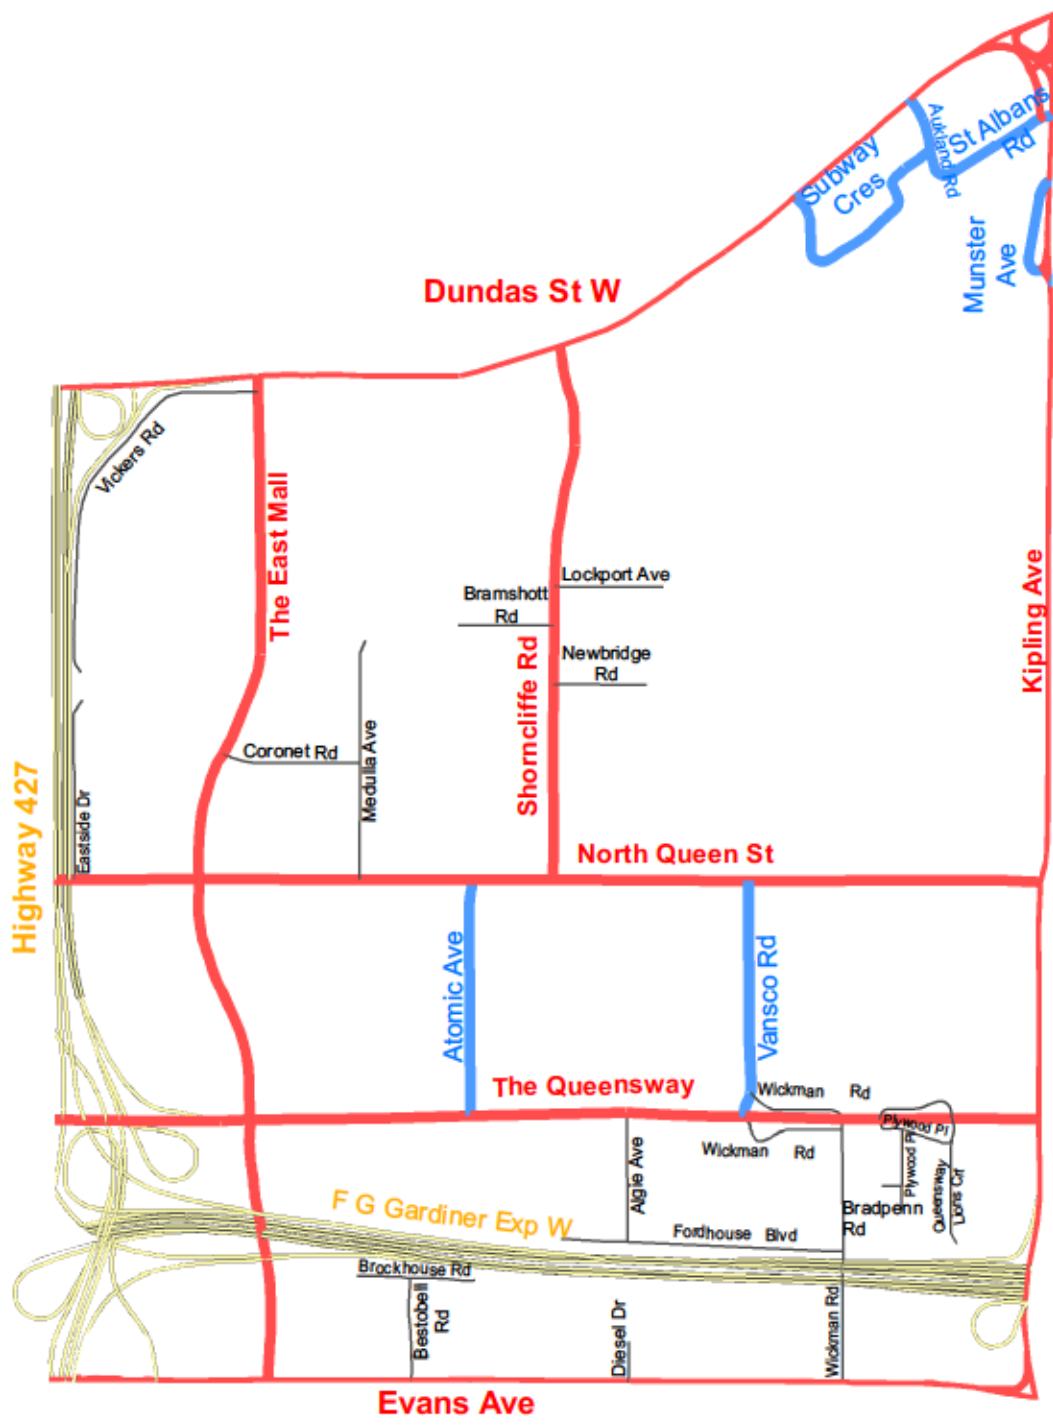 St Albans
Rd
Aukland Rd
Subway
Cres
Munster
Ave
Dundas St W
Vickers Rd
The East Mall
Lockport Ave
Bramshott
Rd
Kipling Ave
Shorncliffe Rd
Newbridge
Rd
Coronet Rd
Medulla Ave
Highway 427
Eastside Dr
North Queen St
Atomic Ave
Vansco Rd
The Queensway
Wickman Rd
Plywood Pl
Wickman Rd
Algie Ave
Plywood Pl
Queensway
Lions Crt
Bradpenn
Rd
F G Gardiner Exp W
Fordhouse Blvd
Brockhouse Rd
Bestobell
Rd
Diesel Dr
Wickman Rd
Evans Ave